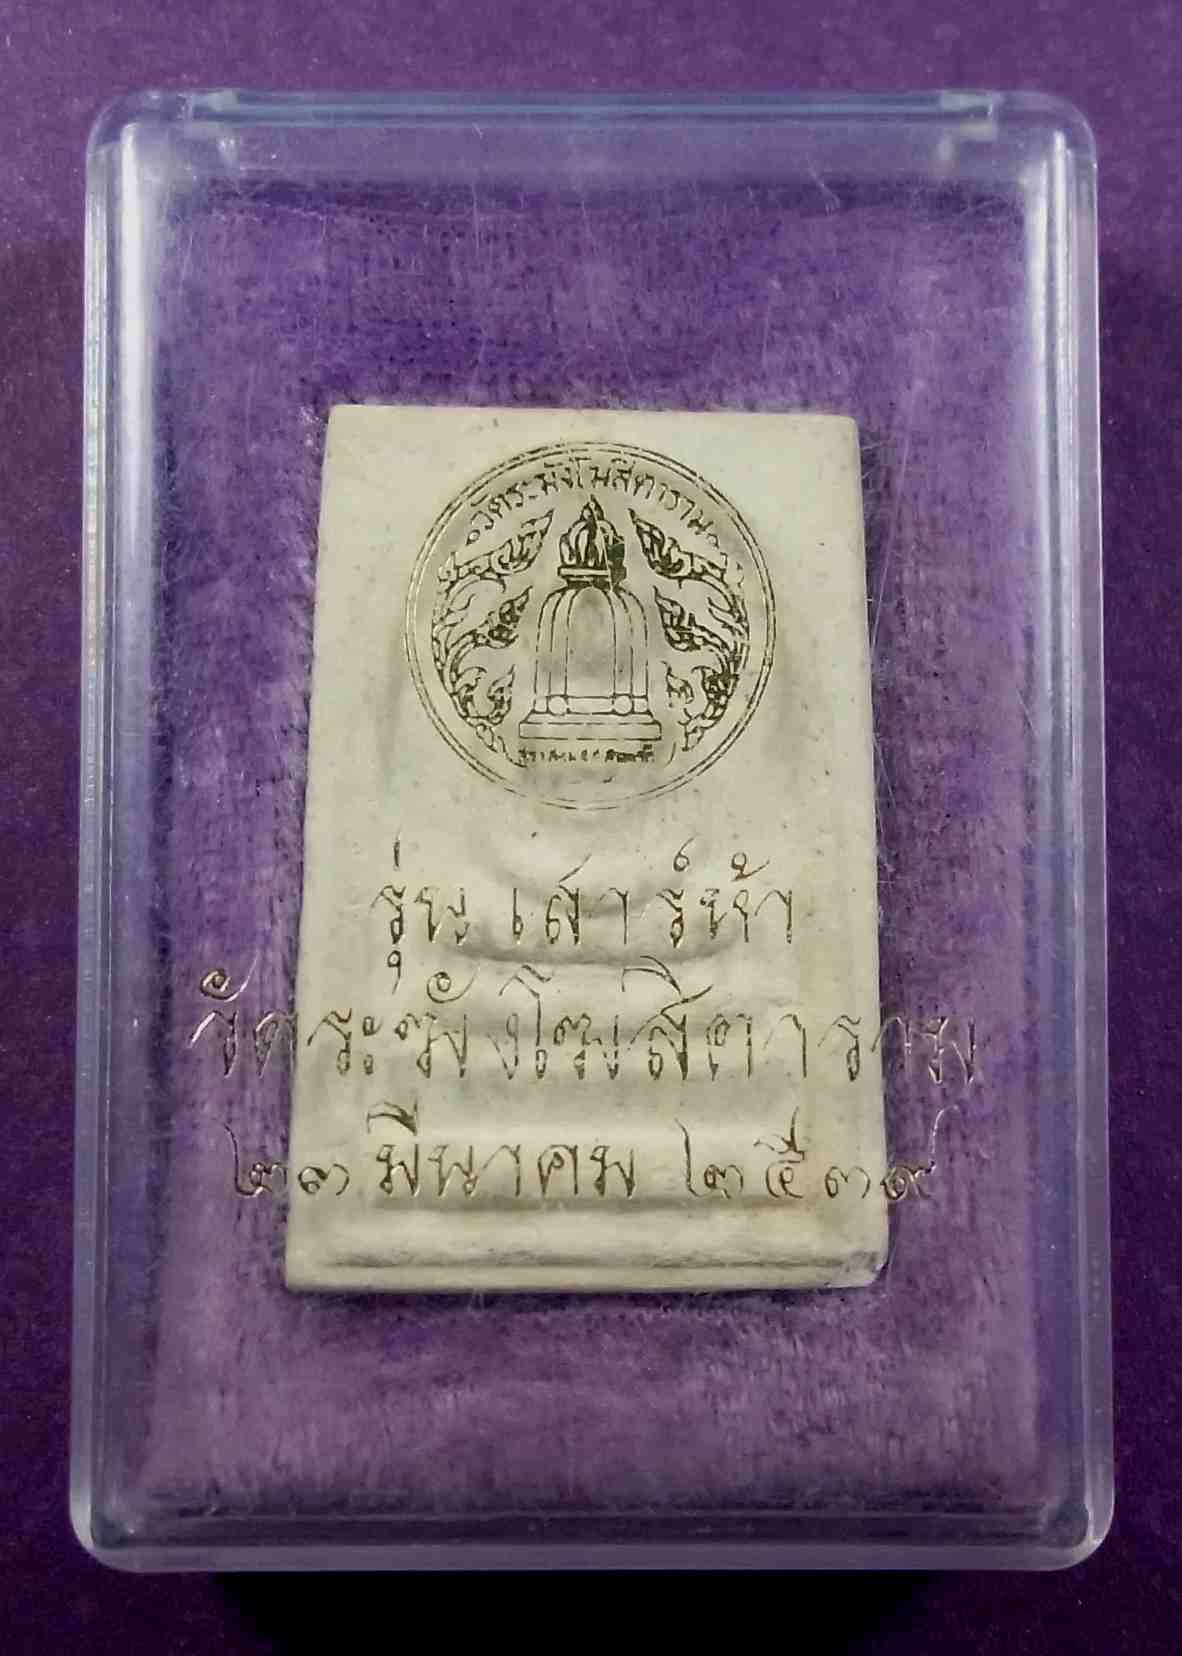 วัดระฆังโฆสิตาราม
รุ่น เสาร์ห้า
วัดระฆังโฆสิตาราม
๒๓ มีนาคม ๒๕๓๙